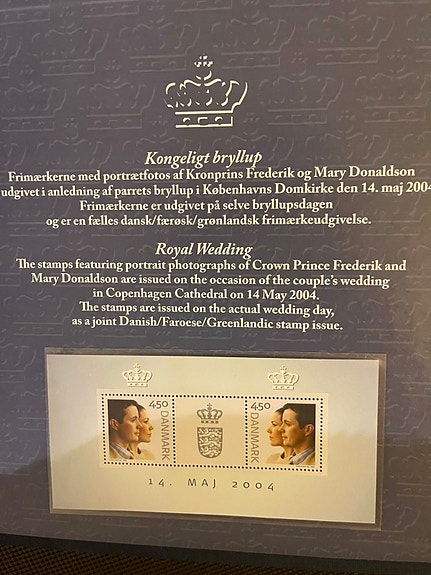 Kongeligt bryllup
Frimærkerne med portrætfotos af Kronprins Frederik og Mary Donaldson
udgivet i anledning af parrets bryllup i Københavns Domkirke den 14. maj 2004
Frimærkerne er udgivet på selve bryllupsdagen
og er en fælles dansk/færøsk/grønlandsk frimærkeudgivelse.
Royal Wedding
The stamps featuring portrait photographs of Crown Prince Frederik and
Mary Donaldson are issued on the occasion of the couple's wedding
in Copenhagen Cathedral on 14 May 2004.
The stamps are issued on the actual wedding day,
as a joint Danish/Faroese/Greenlandic stamp issue.
4.50
DANMARK
4.50
DANMARK
14. MAJ 2004